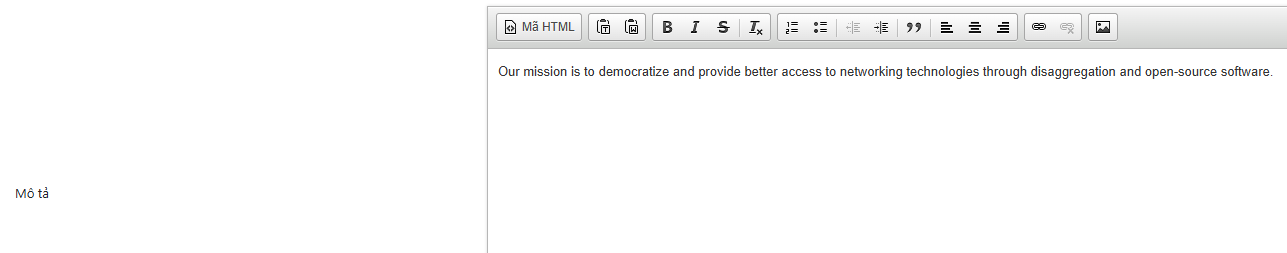 Mã HTML
Our mission is to democratize and provide better access to networking technologies through disaggregation and open-source software.
Mô tả